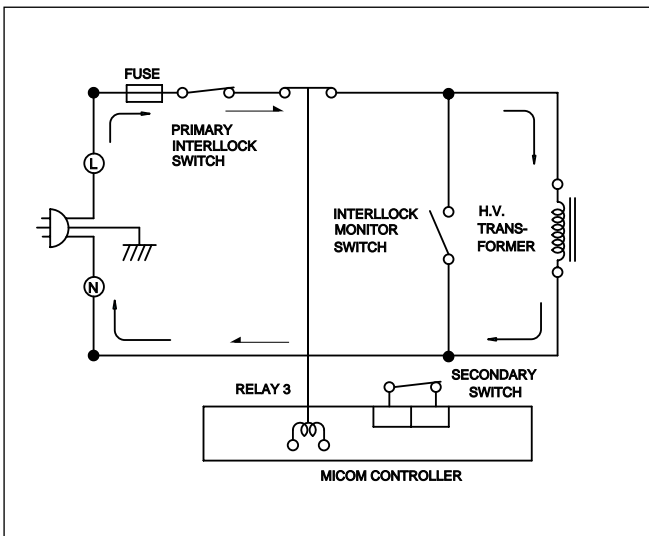 FUSE
PRIMARY
INTERLLOCK
SWITCH
L
INTERLLOCK
MONITOR
SWITCH
H.V.
TRANS-
FORMER
N
RELAY 3
SECONDARY
SWITCH
MICOM CONTROLLER